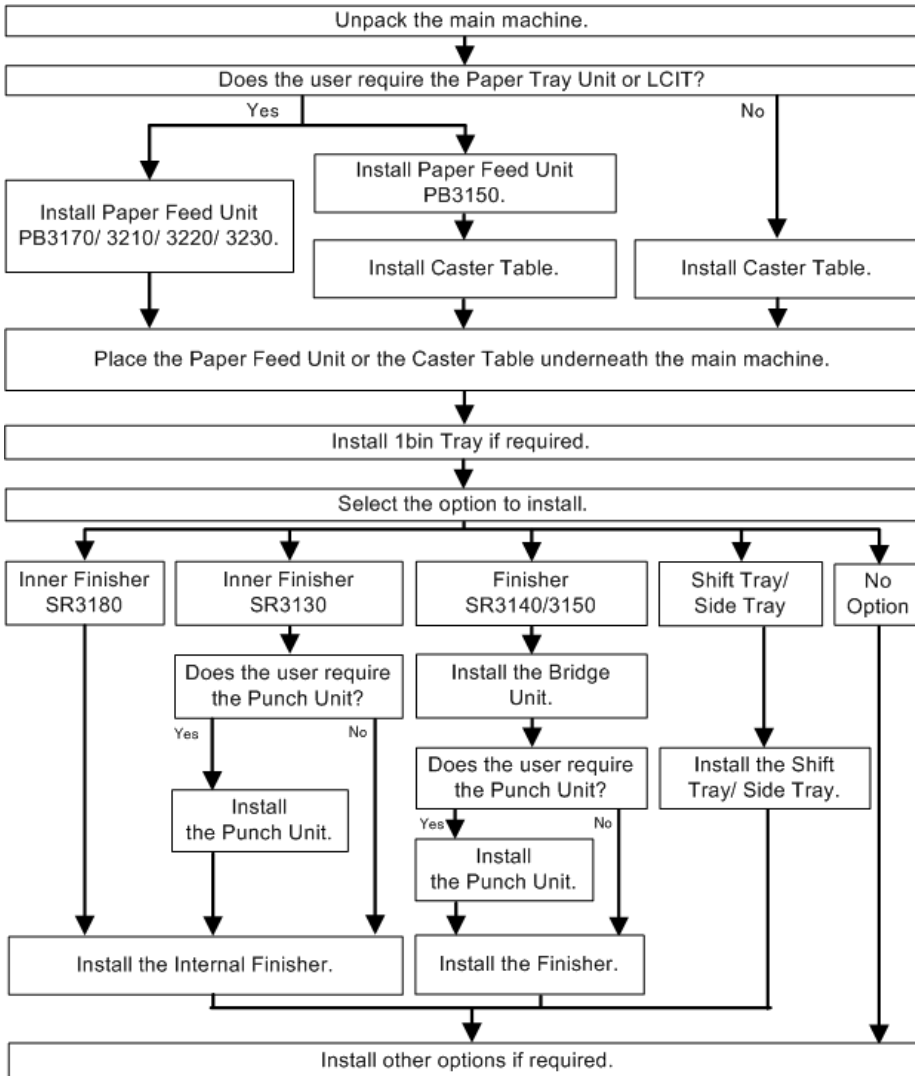 Unpack the main machine.
Does the user require the Paper Tray Unit or LCIT?
Yes
No
Install Paper Feed Unit
PB3170/ 3210/ 3220/ 3230.
Install Paper Feed Unit
PB3150.
Install Caster Table.
Install Caster Table.
Place the Paper Feed Unit or the Caster Table underneath the main machine.
Install 1bin Tray if required.
Select the option to install.
Inner Finisher
SR3180
Inner Finisher
SR3130
Finisher
SR3140/3150
Shift Tray/
Side Tray
No
Option
Does the user require
the Punch Unit?
Install the Bridge
Unit.
Yes
No
Does the user require
the Punch Unit?
Install the Shift
Tray/ Side Tray.
Install
the Punch Unit.
Yes
No
Install
the Punch Unit.
Install the Internal Finisher.
Install the Finisher.
Install other options if required.